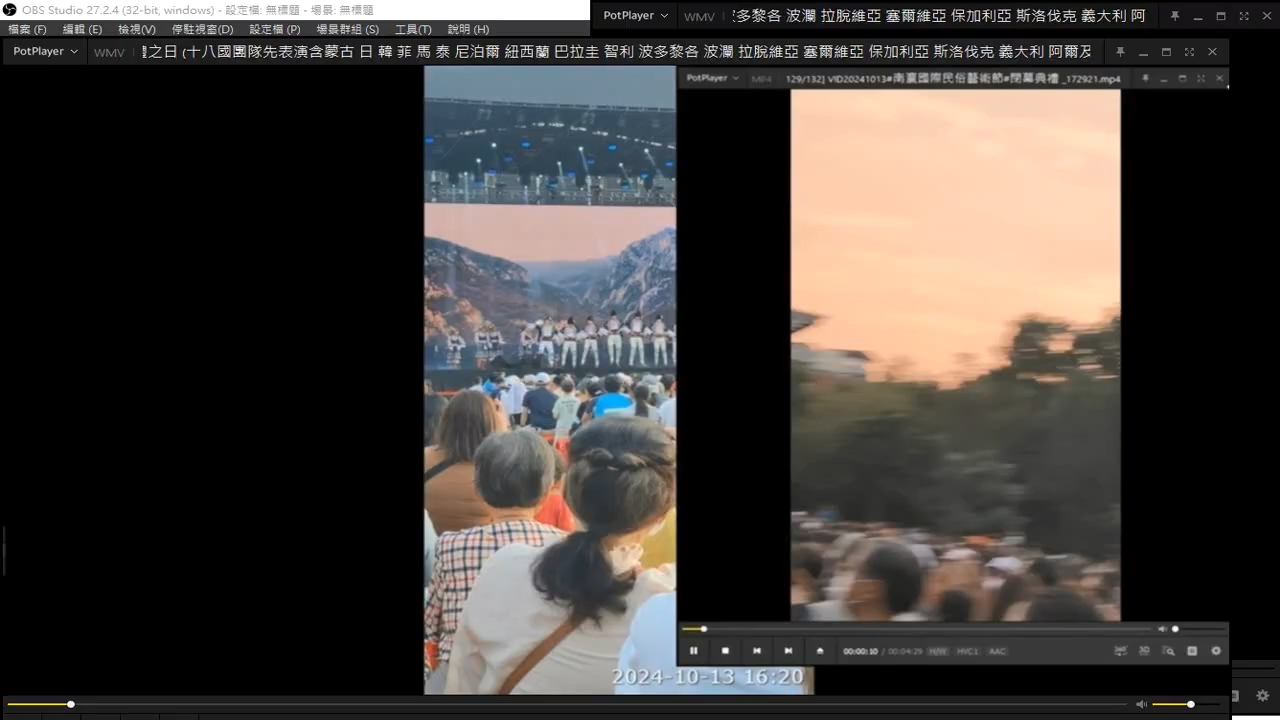 OBS Studio 27.2.4 (32-bit, windows) - 設定檔: 無標題 - 場景: 無標題
PotPlayer WMV 多黎各 波瀾 拉脫維亞 塞爾維亞 保加利亞 斯洛伐克 義大利 阿
檔案 (F) 編輯 (E) 檢視(V) 停駐視窗(D) 設定檔 (P) 場景群組 (S) 工具(T) 說明 (H)
PotPlayer WMV 之日 (十八國團隊先表演含蒙古 日 韓 菲 馬 泰 尼泊爾 紐西蘭 巴拉圭 智利 波多黎各 波瀾 拉脫維亞 塞爾維亞 保加利亞 斯洛伐克 義大利 阿爾及
PotPlayer MP4 129/132] VID20241013#南瀛國際民俗藝術節#閉幕典禮 _172921.mp4
00:00:10 / 00:04:29 H/W HVC1 AAC
2024-10-13 16:20